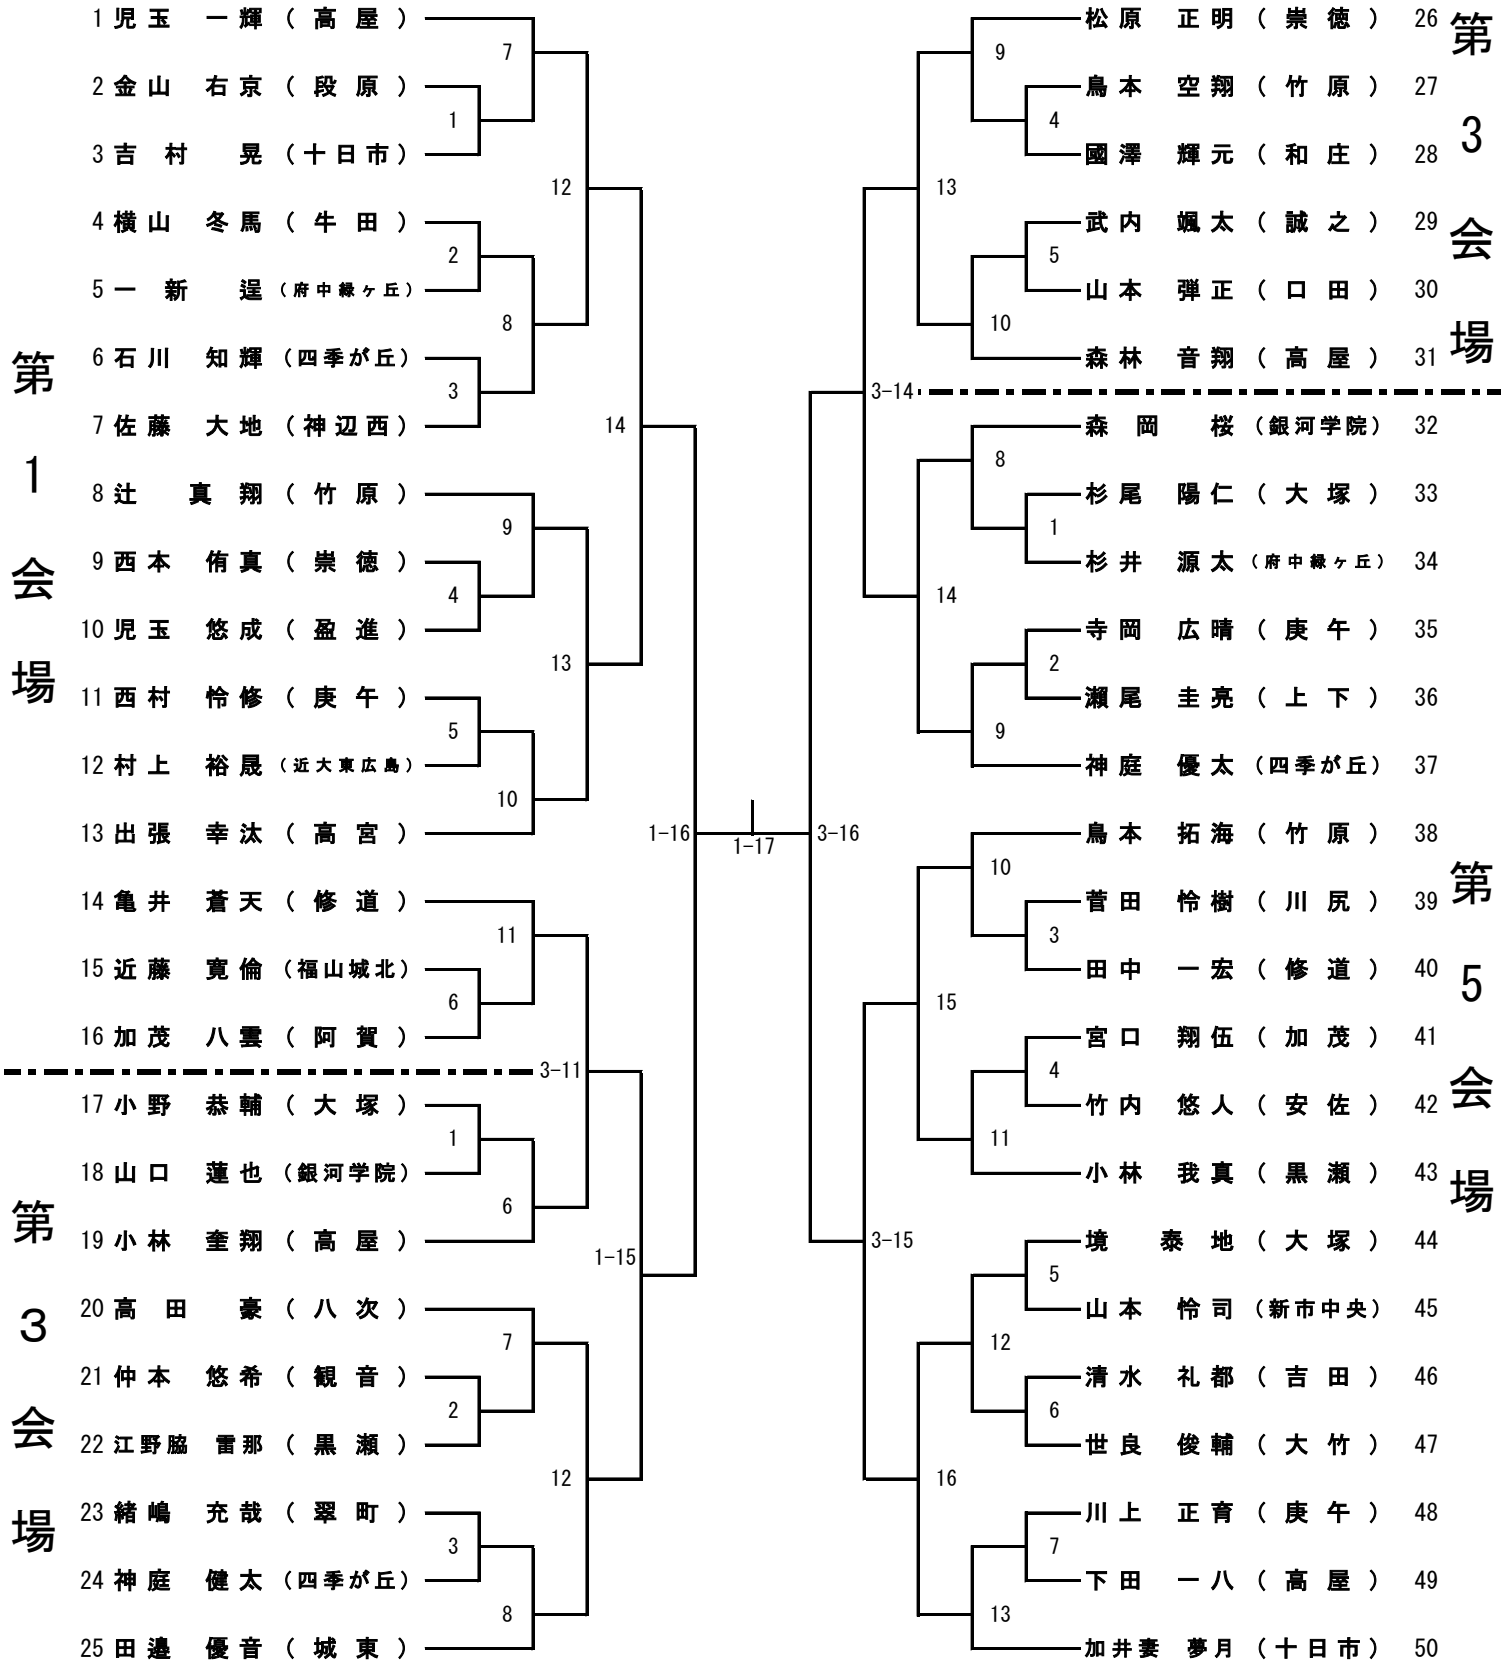 第1会場
1 児玉 一輝 (高屋)
2 金山 右京 (段原)
3 吉村 晃 (十日市)
4 横山 冬馬 (牛田)
5 一新 逞 (府中緑ヶ丘)
6 石川 知輝 (四季が丘)
7 佐藤 大地 (神辺西)
8 辻 真翔 (竹原)
9 西本 侑真 (崇徳)
10 児玉 悠成 (盈進)
11 西村 怜修 (庚午)
12 村上 裕晟 (近大東広島)
13 出張 幸汰 (高宮)
14 亀井 蒼天 (修道)
15 近藤 寛倫 (福山城北)
16 加茂 八雲 (阿賀)
第3会場
17 小野 恭輔 (大塚)
18 山口 蓮也 (銀河学院)
19 小林 奎翔 (高屋)
20 高田 豪 (八次)
21 仲本 悠希 (観音)
22 江野脇 雷那 (黒瀬)
23 緒嶋 充哉 (翠町)
24 神庭 健太 (四季が丘)
25 田邉 優音 (城東)
7
1
12
2
8
3
14
9
4
13
5
10
1-16
11
6
3-11
1
6
1-15
7
2
12
3
8
1-17
第3会場
松原 正明 (崇徳) 26
鳥本 空翔 (竹原) 27
國澤 輝元 (和庄) 28
武内 颯太 (誠之) 29
山本 弾正 (口田) 30
森林 音翔 (高屋) 31
第5会場
森岡 桜 (銀河学院) 32
杉尾 陽仁 (大塚) 33
杉井 源太 (府中緑ヶ丘) 34
寺岡 広晴 (庚午) 35
瀬尾 圭亮 (上下) 36
神庭 優太 (四季が丘) 37
鳥本 拓海 (竹原) 38
菅田 怜樹 (川尻) 39
田中 一宏 (修道) 40
宮口 翔伍 (加茂) 41
竹内 悠人 (安佐) 42
小林 我真 (黒瀬) 43
境 泰地 (大塚) 44
山本 怜司 (新市中央) 45
清水 礼都 (吉田) 46
世良 俊輔 (大竹) 47
川上 正育 (庚午) 48
下田 一八 (高屋) 49
加井妻 夢月 (十日市) 50
9
4
13
5
10
3-14
8
1
14
2
9
3-16
10
3
15
4
11
3-15
5
12
6
16
7
13